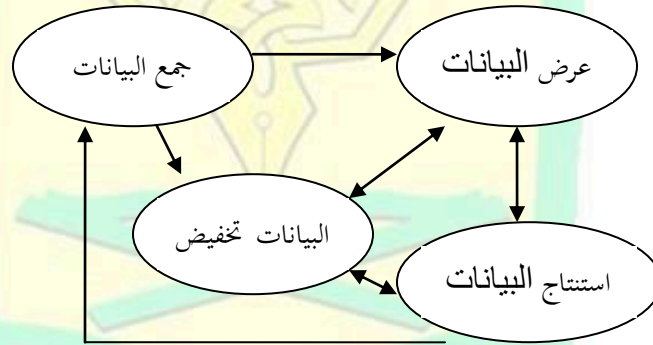 جمع البيانات
عرض البيانات
البيانات تخفيض
استنتاج البيانات